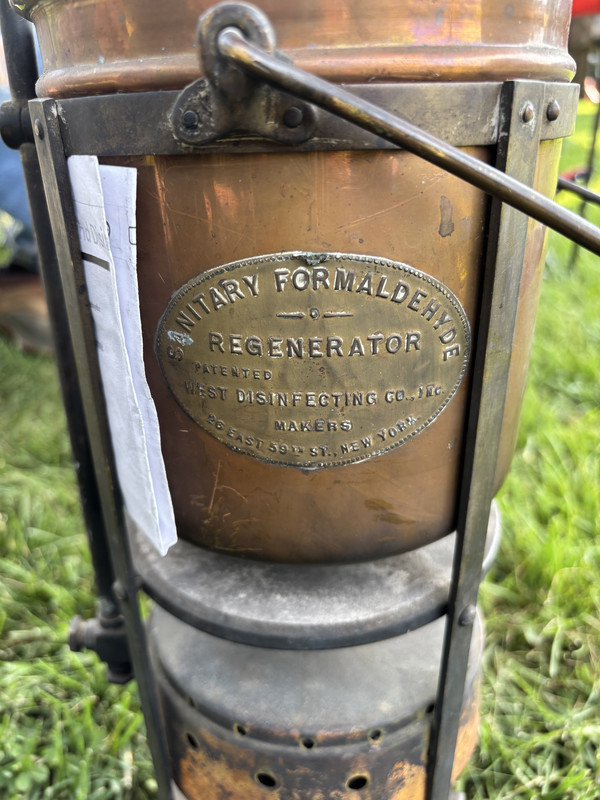 SANITARY FORMALDEHYDE
REGENERATOR
PATENTED
WEST DISINFECTING CO., INC.
MAKERS
26 EAST 59TH ST., NEW YORK.